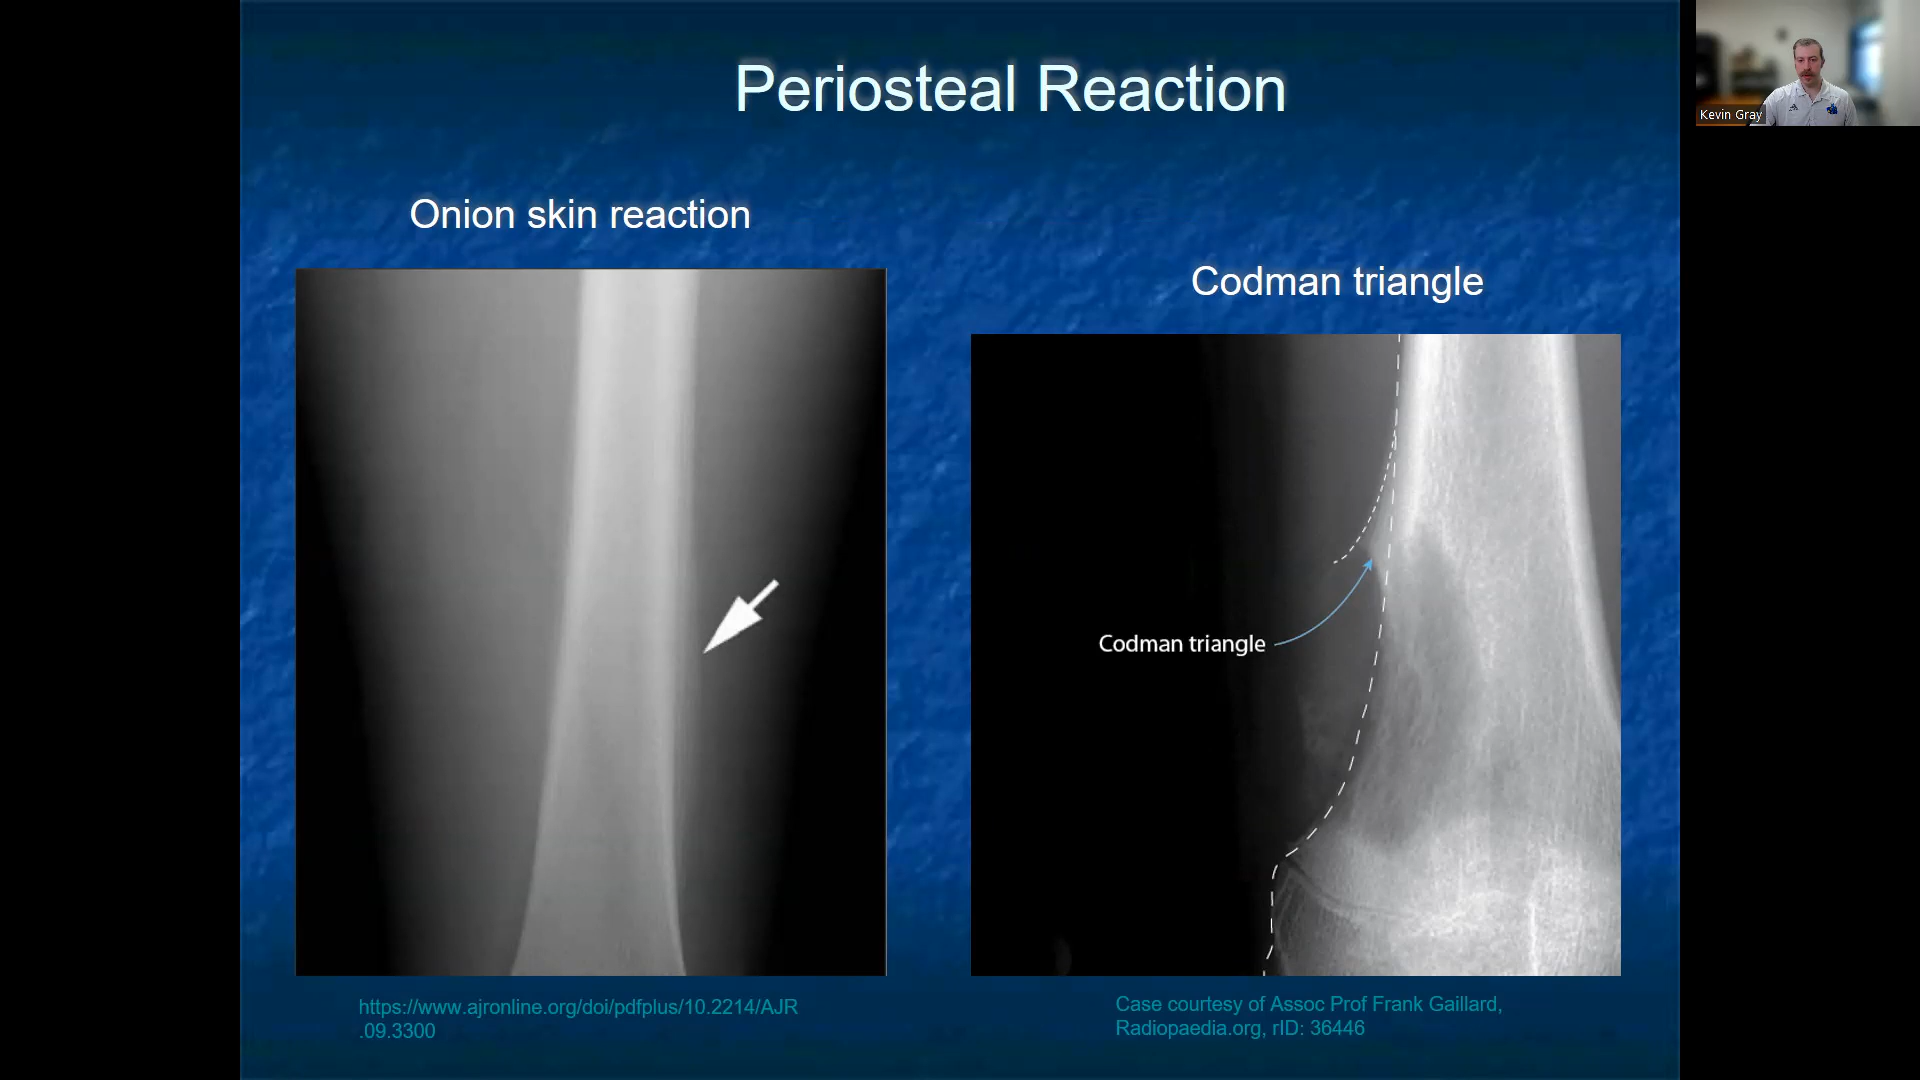 Periosteal Reaction
Kevin Gray
Onion skin reaction
Codman triangle
Codman triangle
https://www.ajronline.org/doi/pdfplus/10.2214/AJR
.09.3300
Case courtesy of Assoc Prof Frank Gaillard,
Radiopaedia.org, rID: 36446